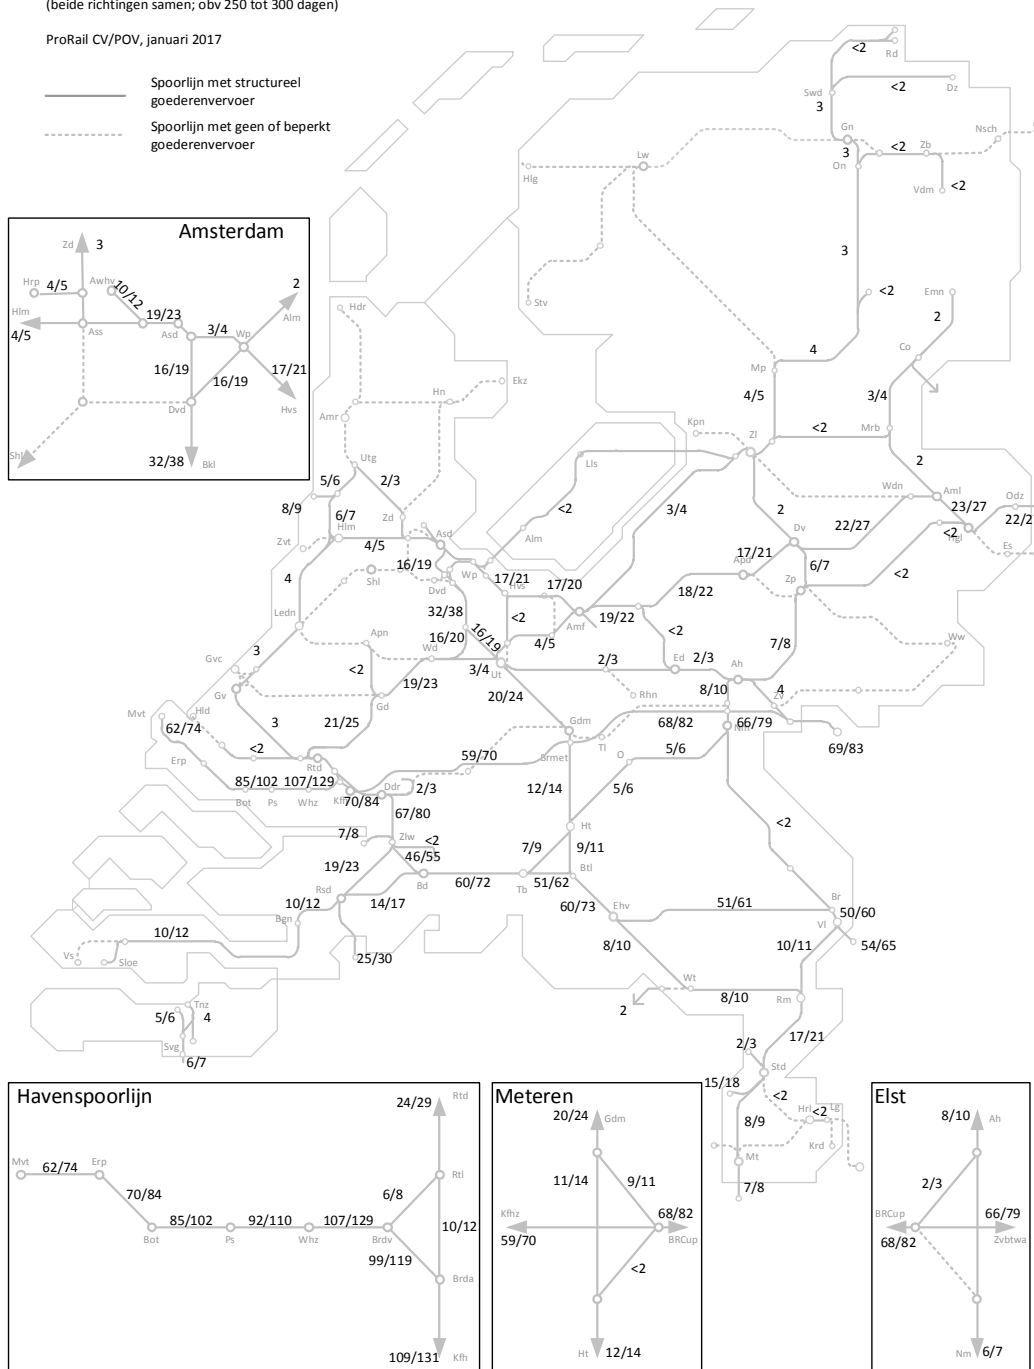 (beide richtingen samen; obv 250 tot 300 dagen)
ProRail CV/POV, januari 2017
Spoorlijn met structureel
goederenvervoer
Spoorlijn met geen of beperkt
goederenvervoer
<2
Rd
Swd
<2
Dz
3
Gn
Nsch
3
<2
Zb
On
Lw
Hlg
Vdm
<2
Amsterdam
Zd
3
Hrp
4/5
Awhv
10/12
2
Hlm
19/23
Alm
4/5
Ass
Asd
3/4
Wp
16/19
16/19
17/21
Dvd
Hvs
Shl
32/38
Bkl
3
<2
Emn
Stv
Hdr
2
4
Co
Mp
Ekz
Hn
4/5
3/4
Amr
Kpn
Zl
<2
Mrb
Utg
Lls
2
5/6
2/3
8/9
6/7
Zd
Hlm
3/4
<2
2
Wdn
Aml
23/27
Odz
22/2
22/27
Dv
<2
Hgl
Es
Zvt
4/5
Asd
Alm
16/19
Wp
17/21
17/20
17/21
Apd
6/7
Zp
<2
4
Shl
Dvd
Hvs
18/22
Ledn
32/38
<2
Amf
19/22
Apn
16/20
16/19
4/5
<2
7/8
Ww
Gvc
3
<2
Wd
3/4
Ut
2/3
Ed
2/3
Ah
Gv
19/23
20/24
Rhn
8/10
4
Zv
Gd
Mvt
Hld
3
21/25
Gdm
68/82
66/79
Nm
62/74
Tl
69/83
<2
Rtd
59/70
Brmet
O
5/6
Erp
85/102
107/129
Bot
Ps
Whz
Kfh
70/84
Ddr
2/3
12/14
5/6
67/80
7/8
Zlw
<2
7/9
Ht
<2
46/55
9/11
19/23
Btl
Rsd
Bd
60/72
Tb
51/62
10/12
14/17
60/73
Ehv
51/61
Br
50/60
Bgn
Vl
10/12
8/10
10/11
54/65
Vs
Sloe
25/30
Wt
8/10
Rm
2
Tnz
5/6
4
17/21
Svg
6/7
2/3
Std
15/18
<2
Hrl
<2
Lg
8/9
Krd
Mt
7/8
Havenspoorlijn
24/29
Rtd
Mvt
62/74
Erp
Rtl
70/84
6/8
85/102
92/110
107/129
10/12
Bot
Ps
Whz
Brdv
99/119
Brda
109/131
Kfh
Meteren
20/24
Gdm
11/14
9/11
Kfhz
68/82
59/70
BRCup
<2
Ht
12/14
Elst
8/10
Ah
2/3
BRCup
66/79
68/82
Zvbtwa
Nm
6/7